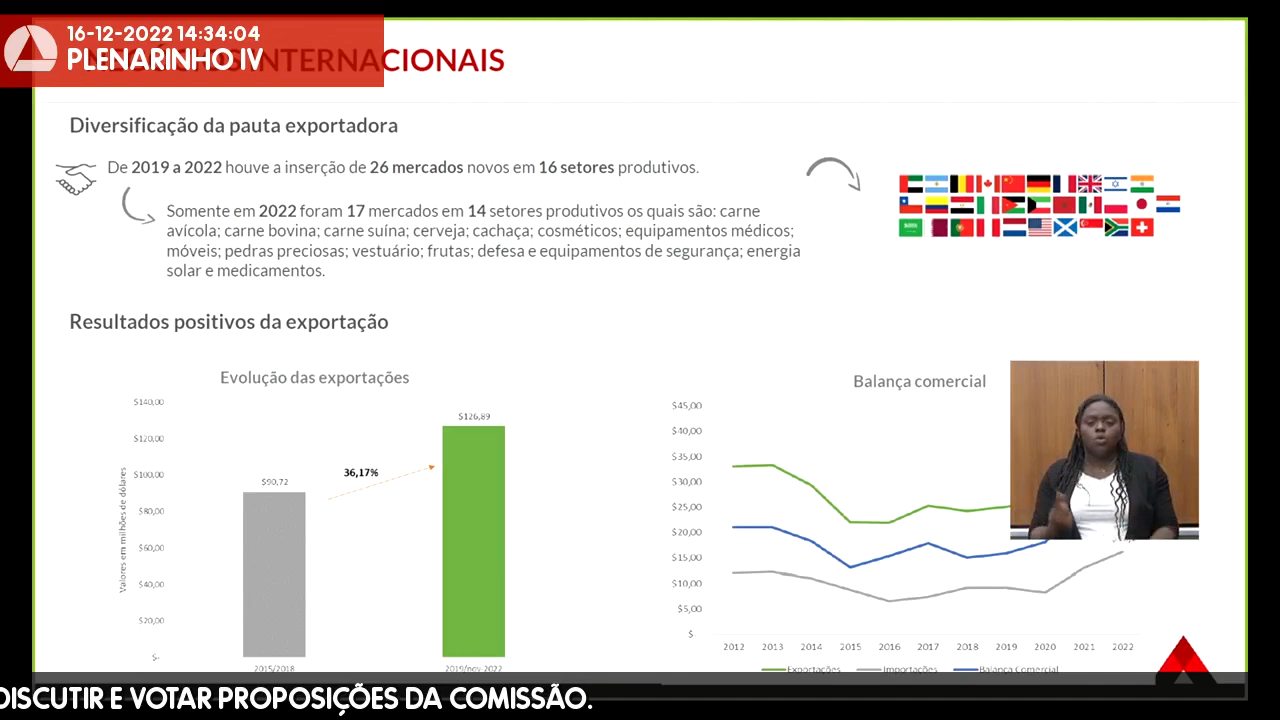 16-12-2022 14:34:04
PLENARINHO IV
INTERNACIONAIS
Diversificação da pauta exportadora
De 2019 a 2022 houve a inserção de 26 mercados novos em 16 setores produtivos.
Somente em 2022 foram 17 mercados em 14 setores produtivos os quais são: carne
avícola; carne bovina; carne suína; cerveja; cachaça; cosméticos; equipamentos médicos;
móveis; pedras preciosas; vestuário; frutas; defesa e equipamentos de segurança; energia
solar e medicamentos.
Resultados positivos da exportação
Evolução das exportações
Valores em milhões de dólares
$140,00
$120,00
$100,00
$80,00
$60,00
$40,00
$20,00
$-
$90,72
36,17%
$126,89
2015/2018
2019/nov 2022
Balança comercial
$45,00
$40,00
$35,00
$30,00
$25,00
$20,00
$15,00
$10,00
$5,00
$-
2012 2013 2014 2015 2016 2017 2018 2019 2020 2021 2022
Exportações Importações Balança Comercial
DISCUTIR E VOTAR PROPOSIÇÕES DA COMISSÃO.